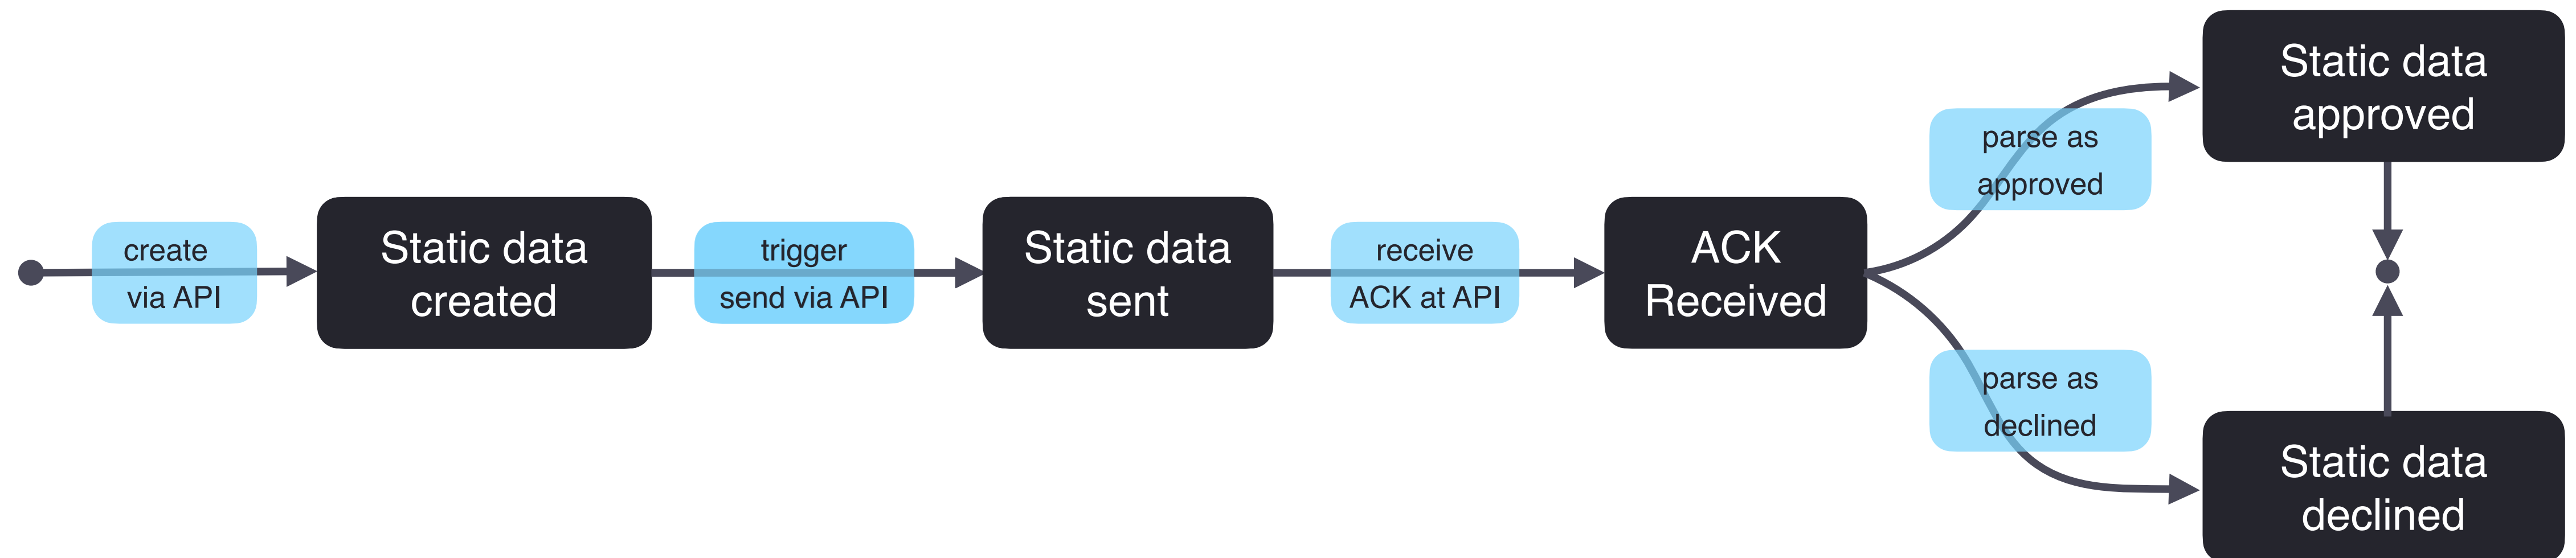 create
via API
Static data
created
trigger
send via API
Static data
sent
receive
ACK at API
ACK
Received
parse as
approved
Static data
approved
parse as
declined
Static data
declined